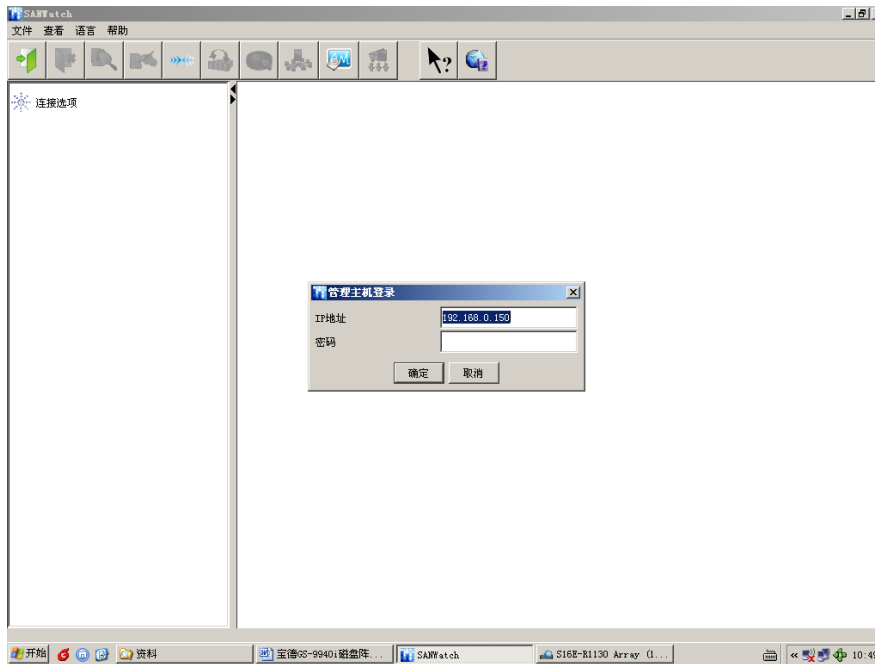 SANWatch
文件 查看 语言 帮助
连接选项
管理主机登录
IP地址 192.168.0.150
密码
确定 取消
开始 资料 宝德GS-9940i磁盘阵... SANWatch S16E-R1130 Array (1... « 10:49